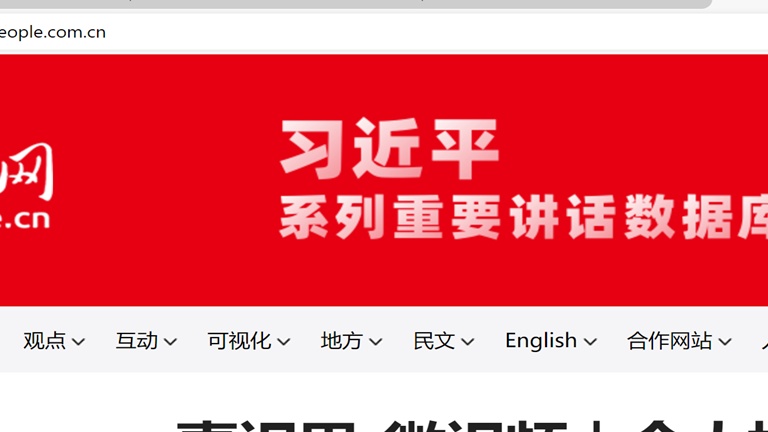 eople.com.cn
网
e.cn
习近平
系列重要讲话数据库
观点 互动 可视化 地方 民文 English 合作网站